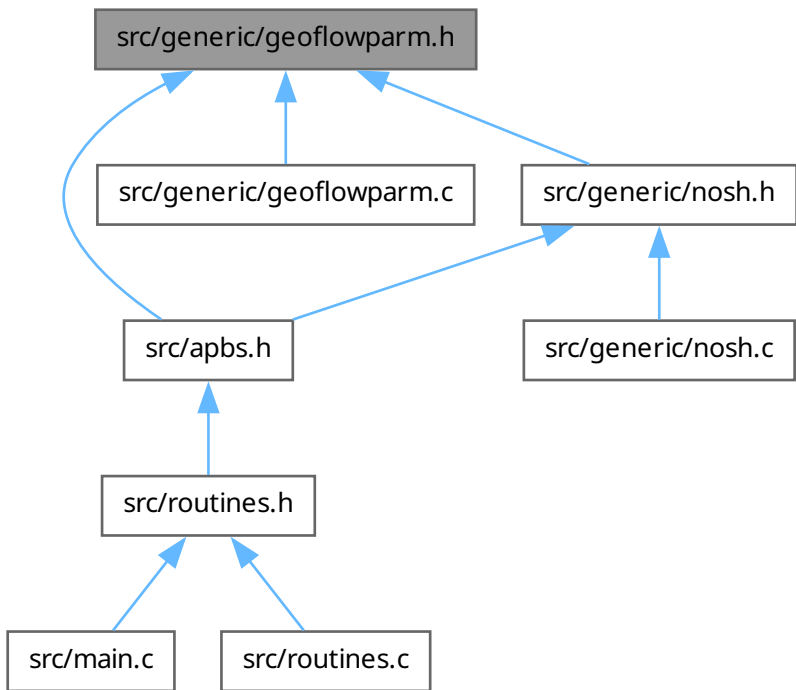 src/generic/geoflowparm.h
src/generic/geoflowparm.c
src/generic/nosh.h
src/apbs.h
src/generic/nosh.c
src/routines.h
src/main.c
src/routines.c